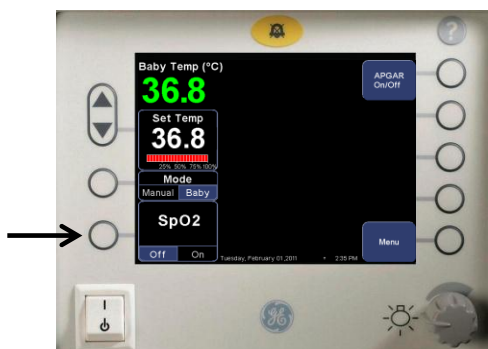 ?
Baby Temp (°C)
36.8
APGAR
On/Off
Set Temp
36.8
25% 50% 75% 100%
Mode
Manual Baby
SpO2
Off On
Tuesday, February 01, 2011 • 2:35 PM
Menu
GE